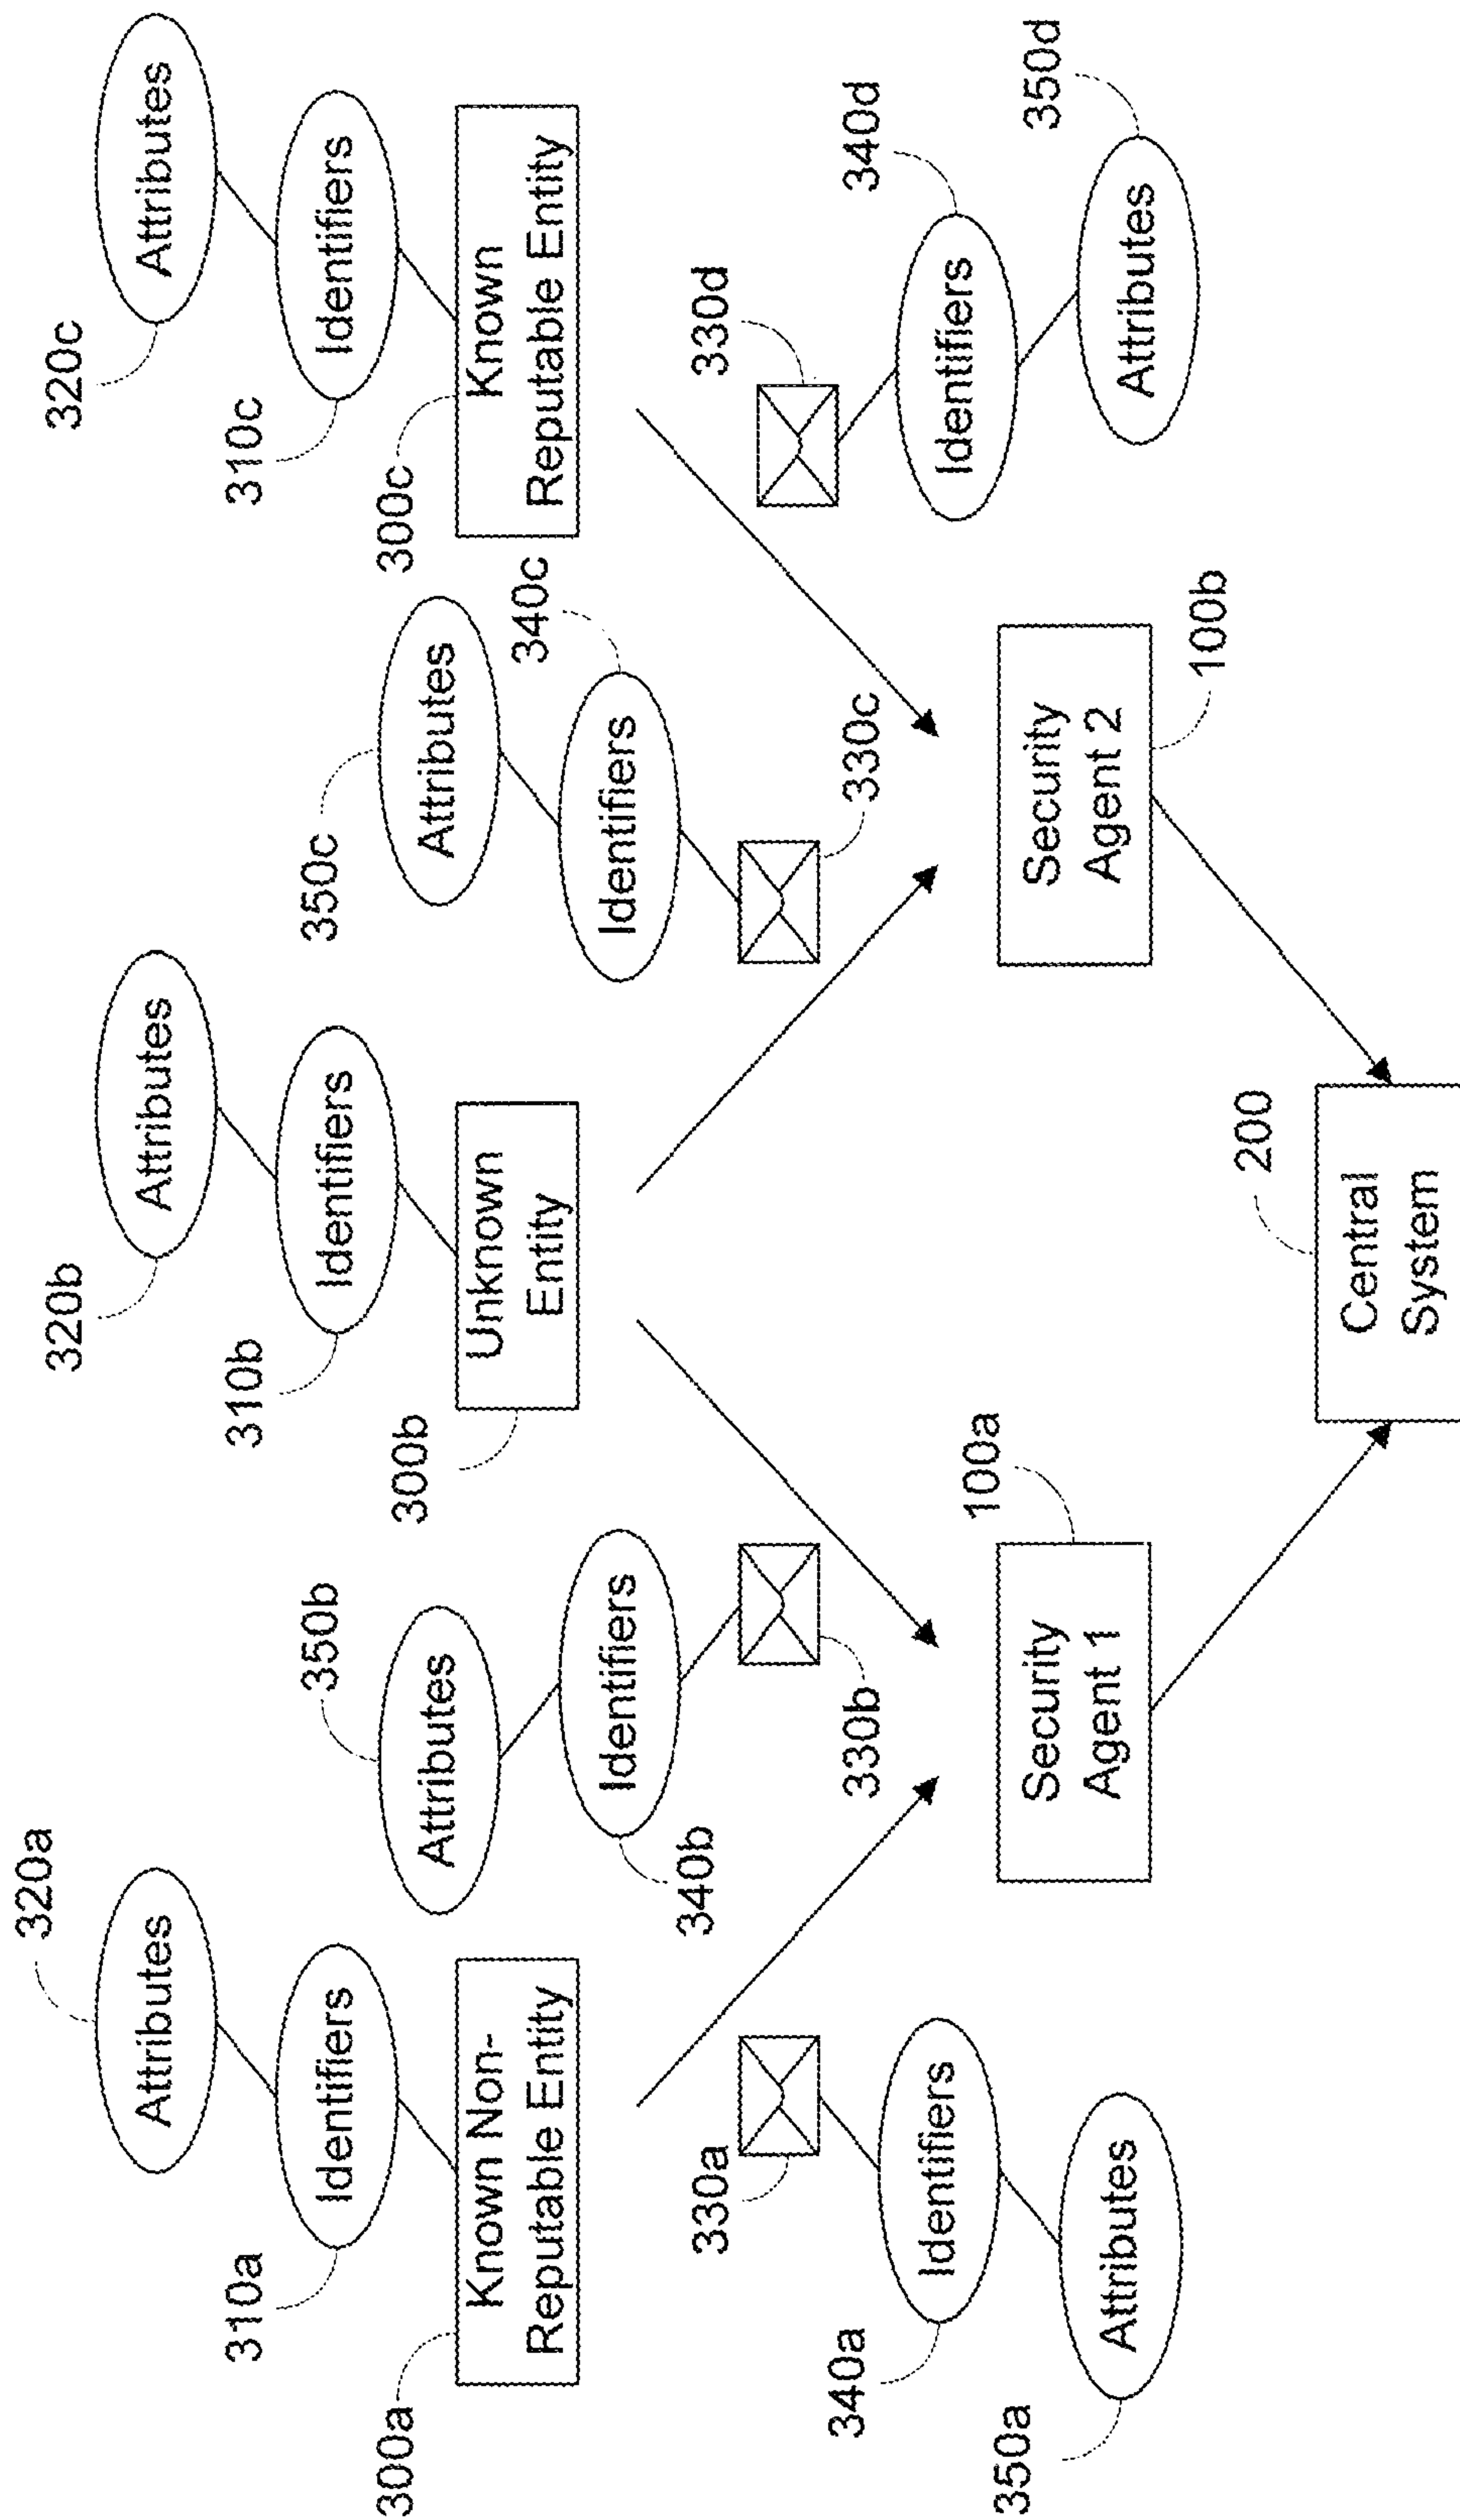 320a
320b
320c
Attributes
Attributes
Attributes
310a
310b
310c
Identifiers
Identifiers
Identifiers
300a
Known Non-
Reputable Entity
300b
Unknown
Entity
300c
Known
Reputable Entity
350b
Attributes
350c
Attributes
340b
Identifiers
Identifiers
340c
330a
330b
330c
330d
340a
Identifiers
Identifiers
340d
350a
Attributes
Attributes
350d
100a
Security
Agent 1
Security
Agent 2
100b
200
Central
System